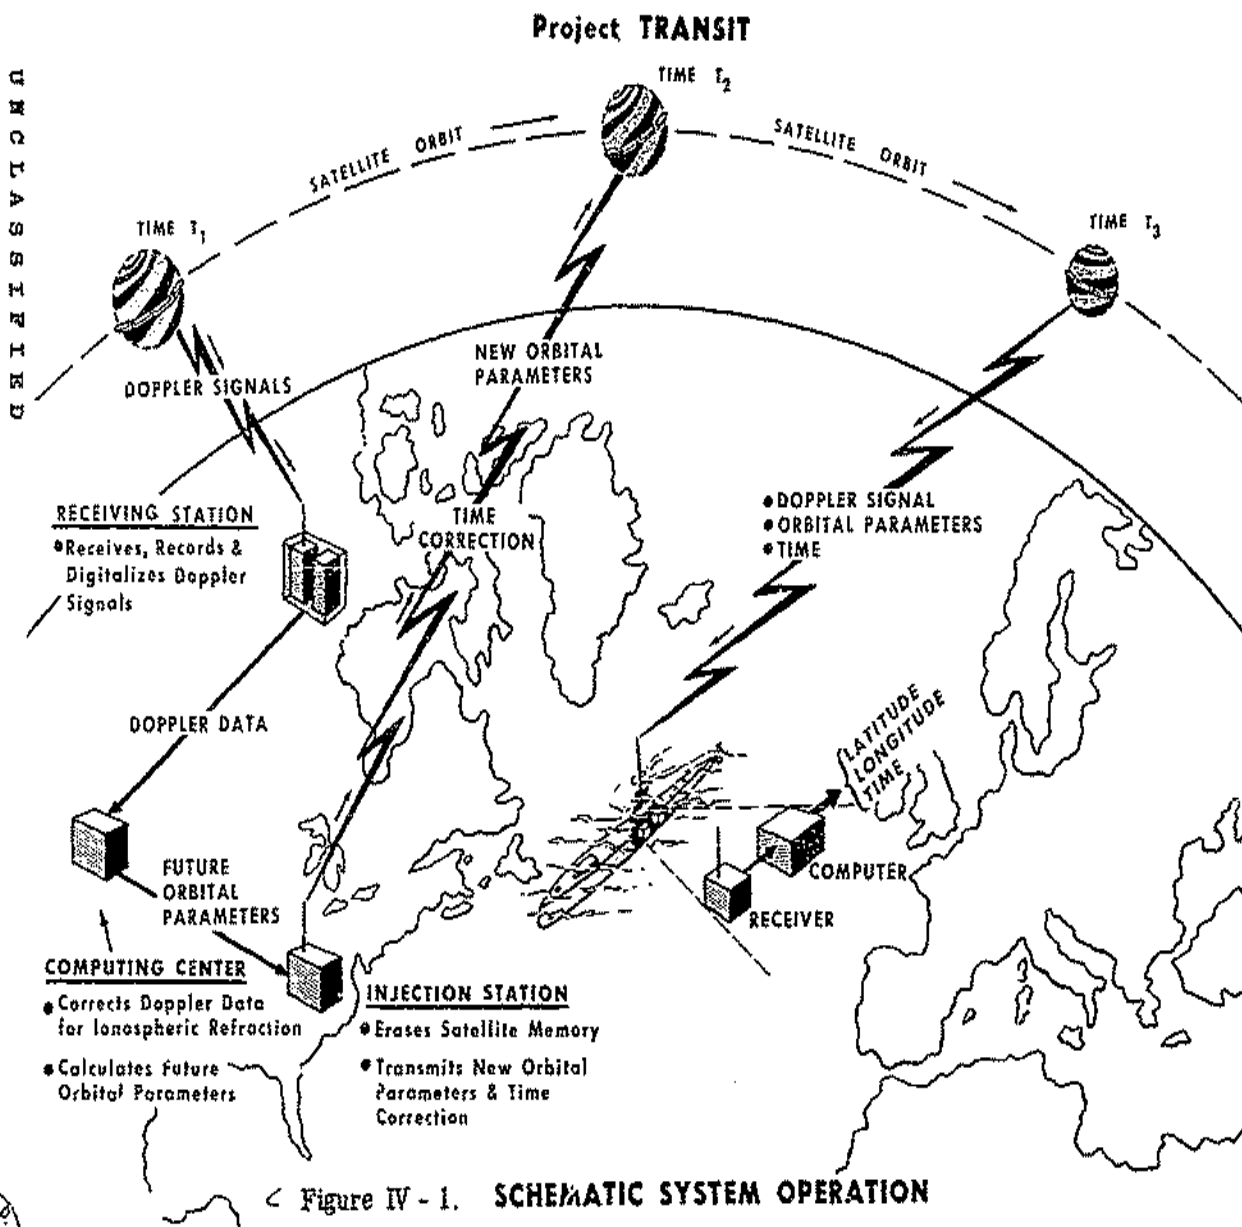 Project TRANSIT
UNCLASSIFIED
TIME T2
SATELLITE ORBIT
SATELLITE ORBIT
TIME T1
TIME T3
NEW ORBITAL
PARAMETERS
DOPPLER SIGNALS
RECEIVING STATION
•Receives, Records &
Digitalizes Doppler
Signals
TIME
CORRECTION
•DOPPLER SIGNAL
•ORBITAL PARAMETERS
•TIME
DOPPLER DATA
LATITUDE
LONGITUDE
TIME
COMPUTER
RECEIVER
FUTURE
ORBITAL
PARAMETERS
COMPUTING CENTER
•Corrects Doppler Data
for Ionospheric Refraction
•Calculates Future
Orbital Parameters
INJECTION STATION
•Erases Satellite Memory
•Transmits New Orbital
Parameters & Time
Correction
Figure IV - 1. SCHEMATIC SYSTEM OPERATION